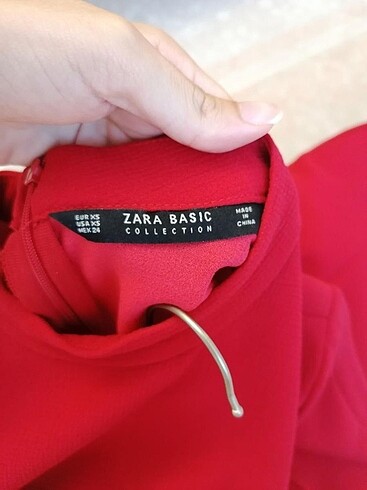 EUR XS
USA XS
MEX 24
ZARA BASIC
COLLECTION
MADE
IN
CHINA